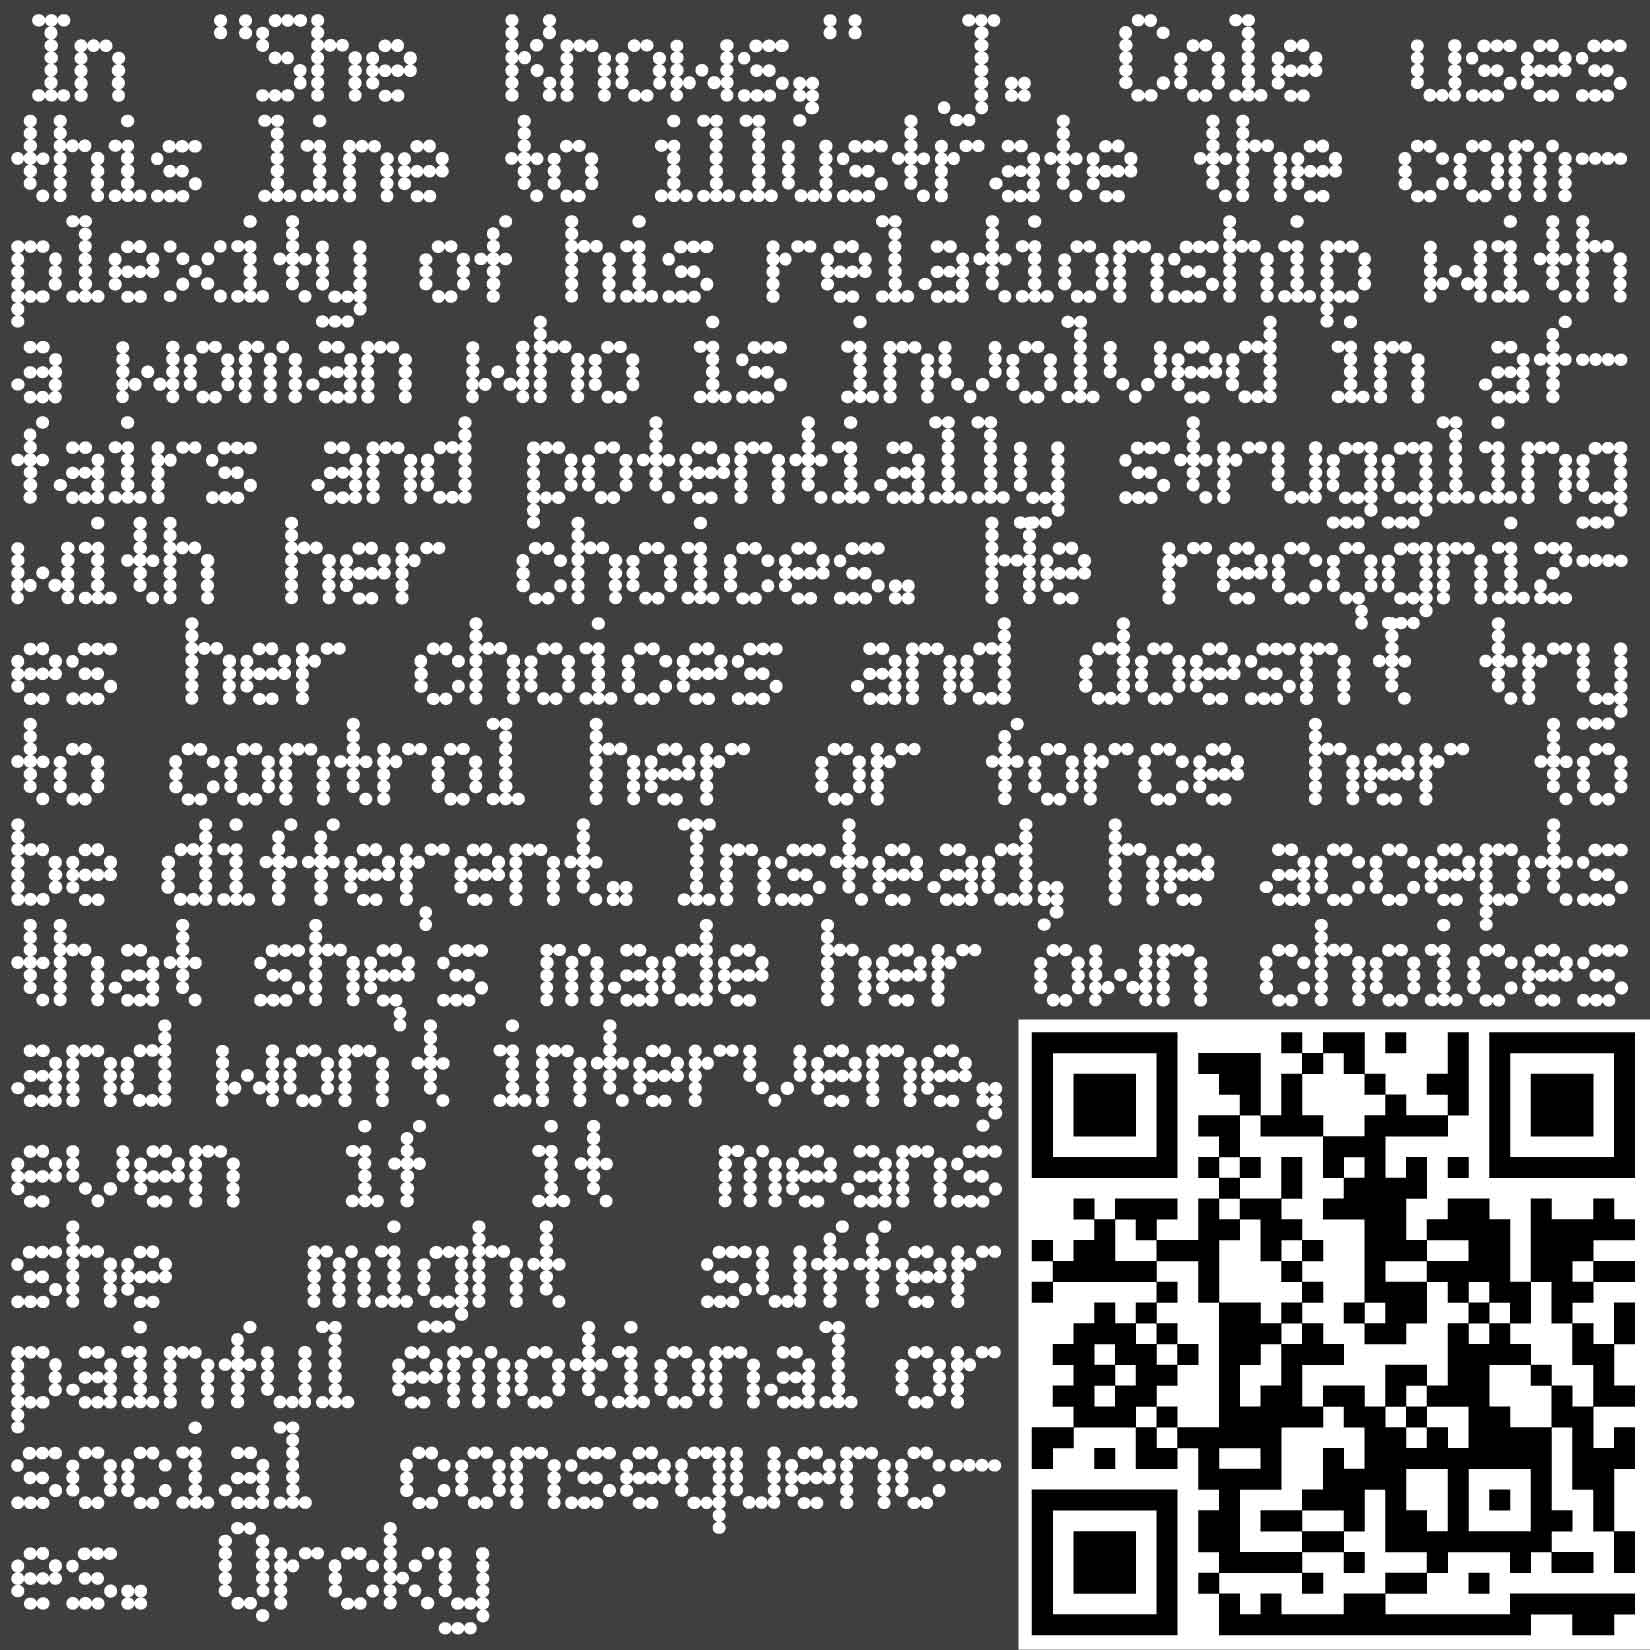 In "She Knows," J. Cole uses
this line to illustrate the com-
plexity of his relationship with
a woman who is involved in af-
fairs and potentially struggling
with her choices. He recogniz-
es her choices and doesn't try
to control her or force her to
be different. Instead, he accepts
that she's made her own choices
and won't intervene,
even if it means
she might suffer
painful emotional or
social consequenc-
es. Qrcky